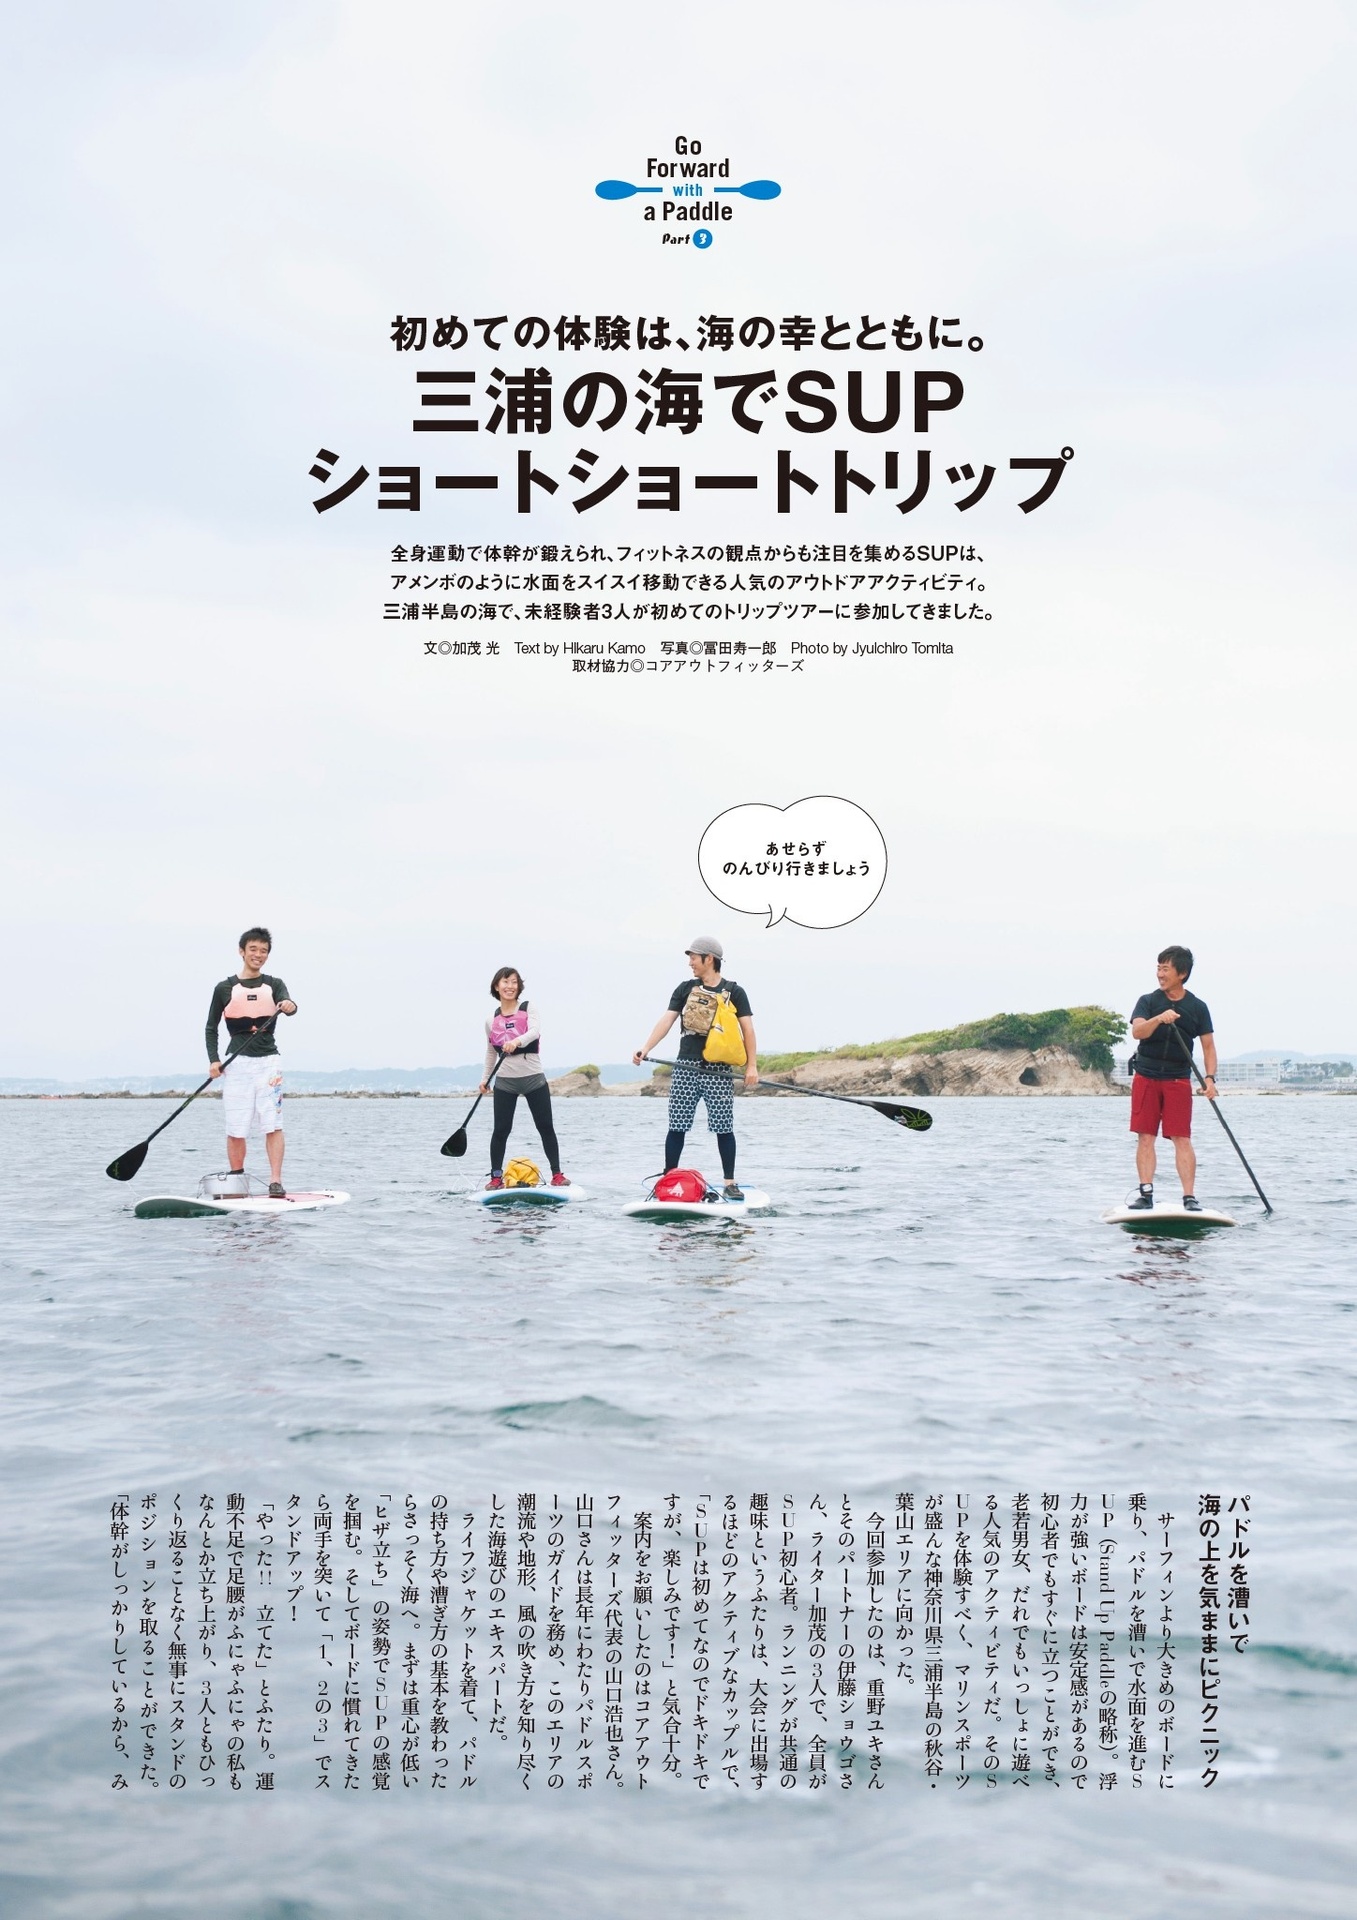 Go
Forward
with
a Paddle
Part 3
初めての体験は、海の幸とともに。
三浦の海でSUP
ショートショートトリップ
全身運動で体幹が鍛えられ、フィットネスの観点からも注目を集めるSUPは、
アメンボのように水面をスイスイ移動できる人気のアウトドアアクティビティ。
三浦半島の海で、未経験者3人が初めてのトリップツアーに参加してきました。
文◎加茂 光　Text by Hikaru Kamo　写真◎冨田寿一郎　Photo by Jyuichiro Tomita
取材協力◎コアアウトフィッターズ
あせらず
のんびり行きましょう
パドルを漕いで
海の上を気ままにピクニック
サーフィンより大きめのボードに
乗り、パドルを漕いで水面を進むS
UP（Stand Up Paddleの略称）。浮
力が強いボードは安定感があるので
初心者でもすぐに立つことができ、
老若男女、だれでもいっしょに遊べ
る人気のアクティビティだ。そのS
UPを体験すべく、マリンスポーツ
が盛んな神奈川県三浦半島の秋谷・
葉山エリアに向かった。
今回参加したのは、重野ユキさん
とそのパートナーの伊藤ショウゴさ
ん、ライター加茂の3人で、全員が
SUP初心者。ランニングが共通の
趣味というふたりは、大会に出場す
るほどのアクティブなカップルで、
「SUPは初めてなのでドキドキで
すが、楽しみです！」と気合十分。
案内をお願いしたのはコアアウト
フィッターズ代表の山口浩也さん。
山口さんは長年にわたりパドルスポ
ーツのガイドを務め、このエリアの
潮流や地形、風の吹き方を知り尽く
した海遊びのエキスパートだ。
ライフジャケットを着て、パドル
の持ち方や漕ぎ方の基本を教わった
らさっそく海へ。まずは重心が低い
「ヒザ立ち」の姿勢でSUPの感覚
を掴む。そしてボードに慣れてきた
ら両手を突いて「1、2の3」でス
タンドアップ！
「やった!!　立てた」とふたり。運
動不足で足腰がふにゃふにゃの私も
なんとか立ち上がり、3人ともひっ
くり返ることなく無事にスタンドの
ポジションを取ることができた。
「体幹がしっかりしているから、み